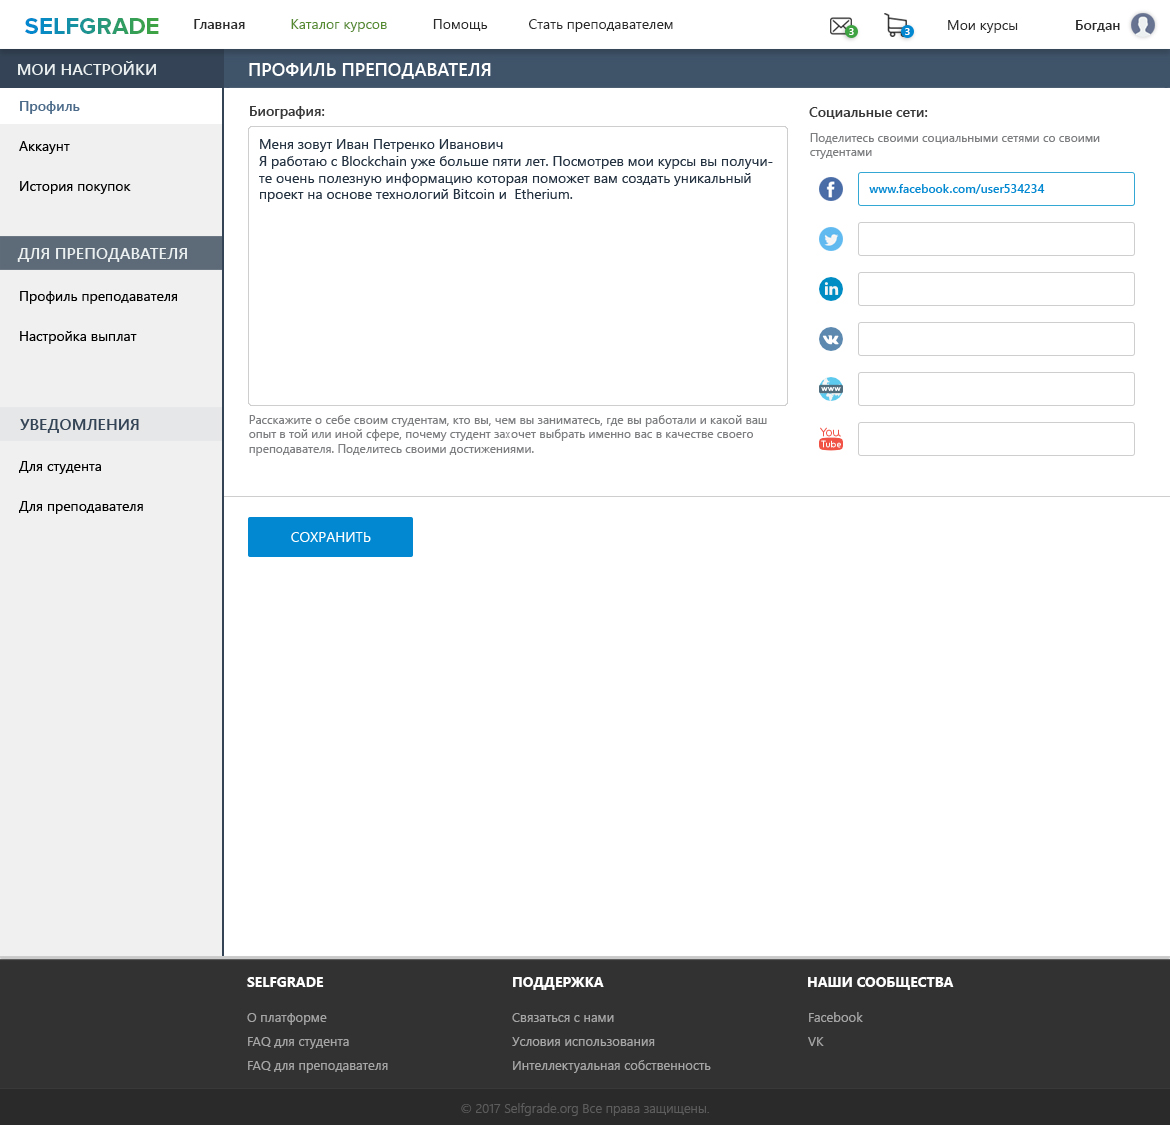 SELFGRADE
Главная
Каталог курсов
Помощь
Стать преподавателем
3
3
Мои курсы
Богдан
МОИ НАСТРОЙКИ
Профиль
Аккаунт
История покупок
ДЛЯ ПРЕПОДАВАТЕЛЯ
Профиль преподавателя
Настройка выплат
УВЕДОМЛЕНИЯ
Для студента
Для преподавателя
ПРОФИЛЬ ПРЕПОДАВАТЕЛЯ
Биография:
Меня зовут Иван Петренко Иванович
Я работаю с Blockchain уже больше пяти лет. Посмотрев мои курсы вы получи-
те очень полезную информацию которая поможет вам создать уникальный
проект на основе технологий Bitcoin и Etherium.
Расскажите о себе своим студентам, кто вы, чем вы заниматесь, где вы работали и какой ваш
опыт в той или иной сфере, почему студент захочет выбрать именно вас в качестве своего
преподавателя. Поделитесь своими достижениями.
Социальные сети:
Поделитесь своими социальными сетями со своими
студентами
f
www.facebook.com/user534234
in
www
You
Tube
СОХРАНИТЬ
SELFGRADE
О платформе
FAQ для студента
FAQ для преподавателя
ПОДДЕРЖКА
Связаться с нами
Условия использования
Интеллектуальная собственность
НАШИ СООБЩЕСТВА
Facebook
VK
© 2017 Selfgrade.org Все права защищены.